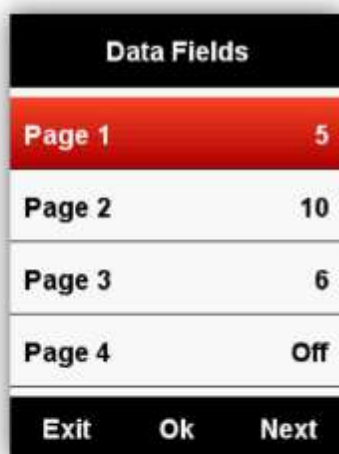 Data Fields
Page 1 5
Page 2 10
Page 3 6
Page 4 Off
Exit Ok Next